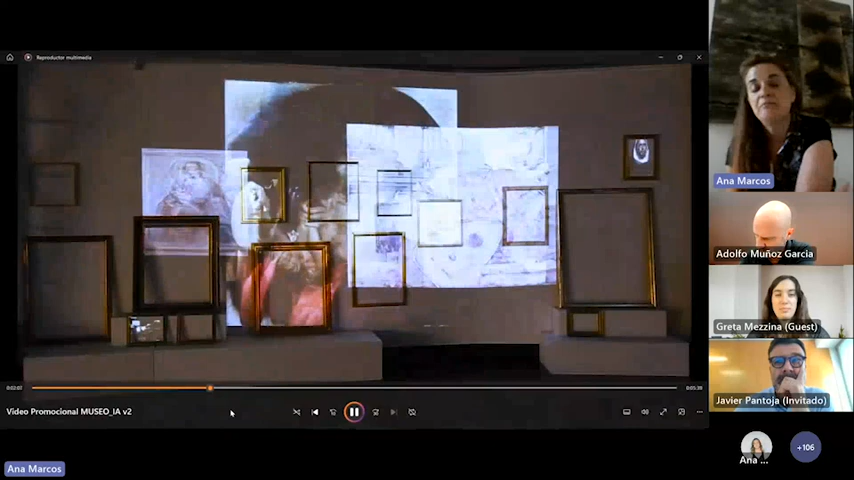 Reproductor multimedia
0:02:07
0:05:39
Video Promocional MUSEO_IA v2
Ana Marcos
Adolfo Muñoz Garcia
Greta Mezzina (Guest)
Javier Pantoja (Invitado)
Ana ...
+106
Ana Marcos